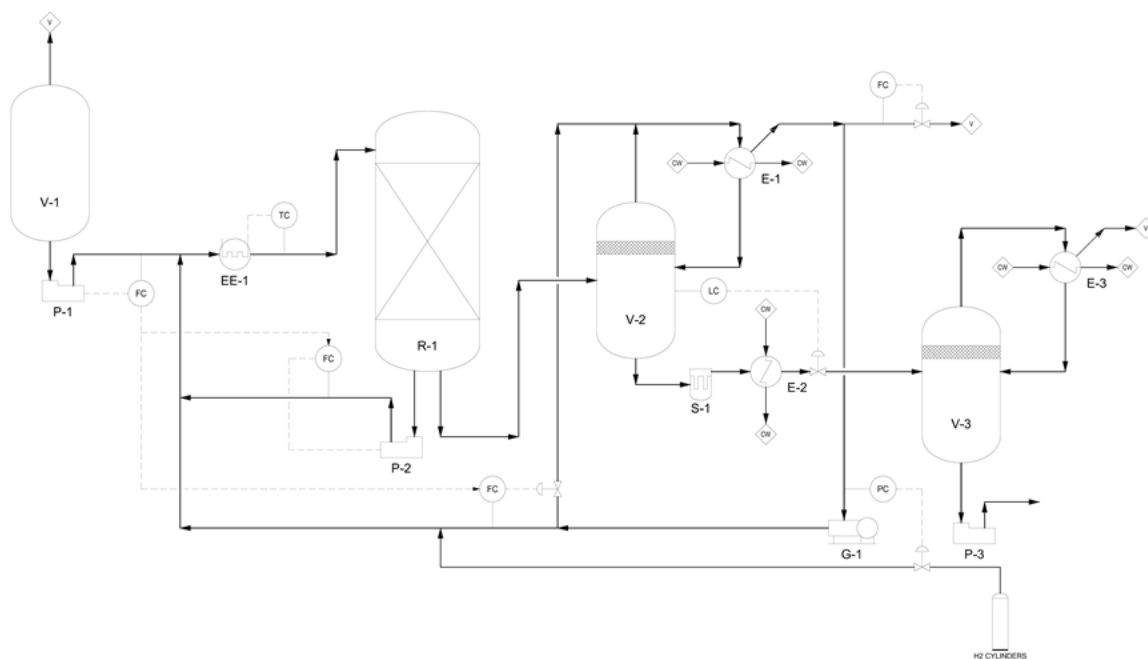 V
V-1
P-1
FC
EE-1
TC
FC
R-1
P-2
FC
V-2
CW
CW
E-1
FC
V
LC
S-1
CW
E-2
CW
G-1
PC
V-3
CW
CW
E-3
V
P-3
H2 CYLINDERS